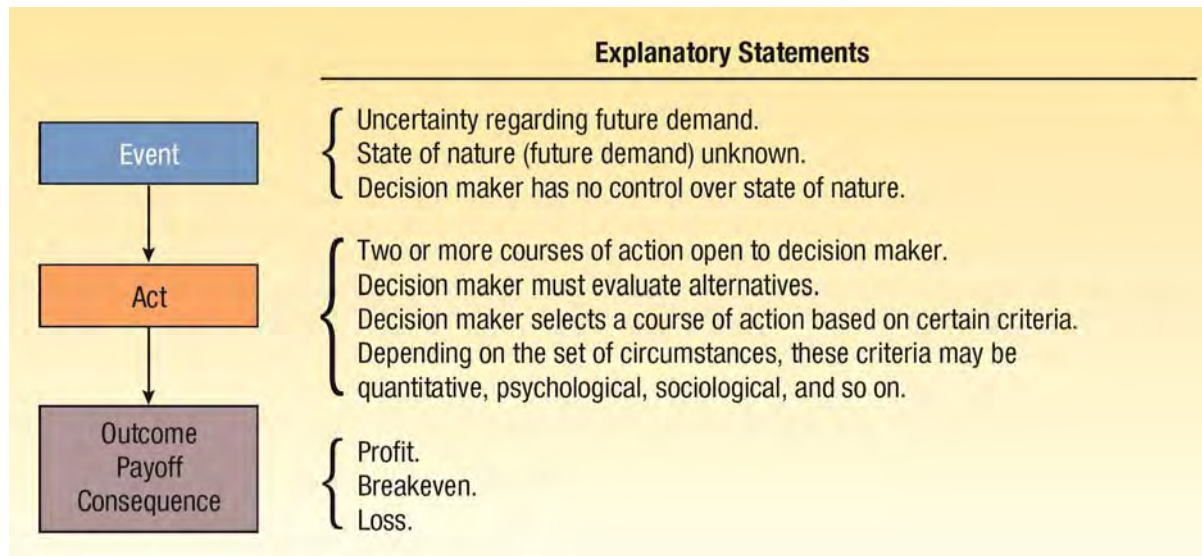 Explanatory Statements
Event
Uncertainty regarding future demand.
State of nature (future demand) unknown.
Decision maker has no control over state of nature.
Act
Two or more courses of action open to decision maker.
Decision maker must evaluate alternatives.
Decision maker selects a course of action based on certain criteria.
Depending on the set of circumstances, these criteria may be
quantitative, psychological, sociological, and so on.
Outcome
Payoff
Consequence
Profit.
Breakeven.
Loss.